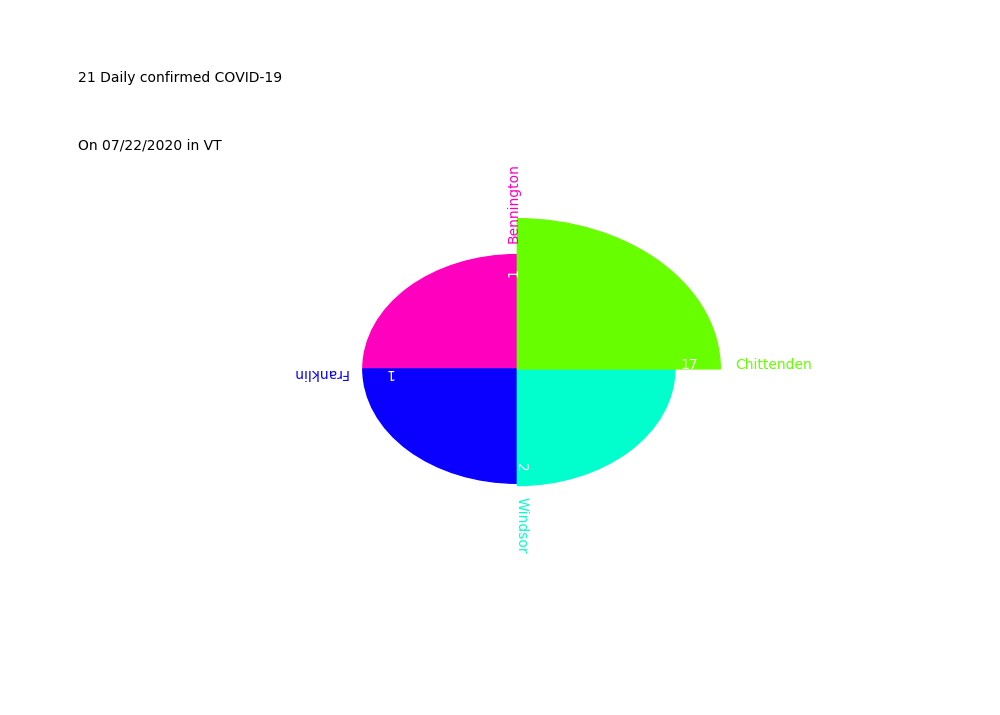 21 Daily confirmed COVID-19
On 07/22/2020 in VT
Bennington
1
17
Chittenden
Franklin
1
2
Windsor